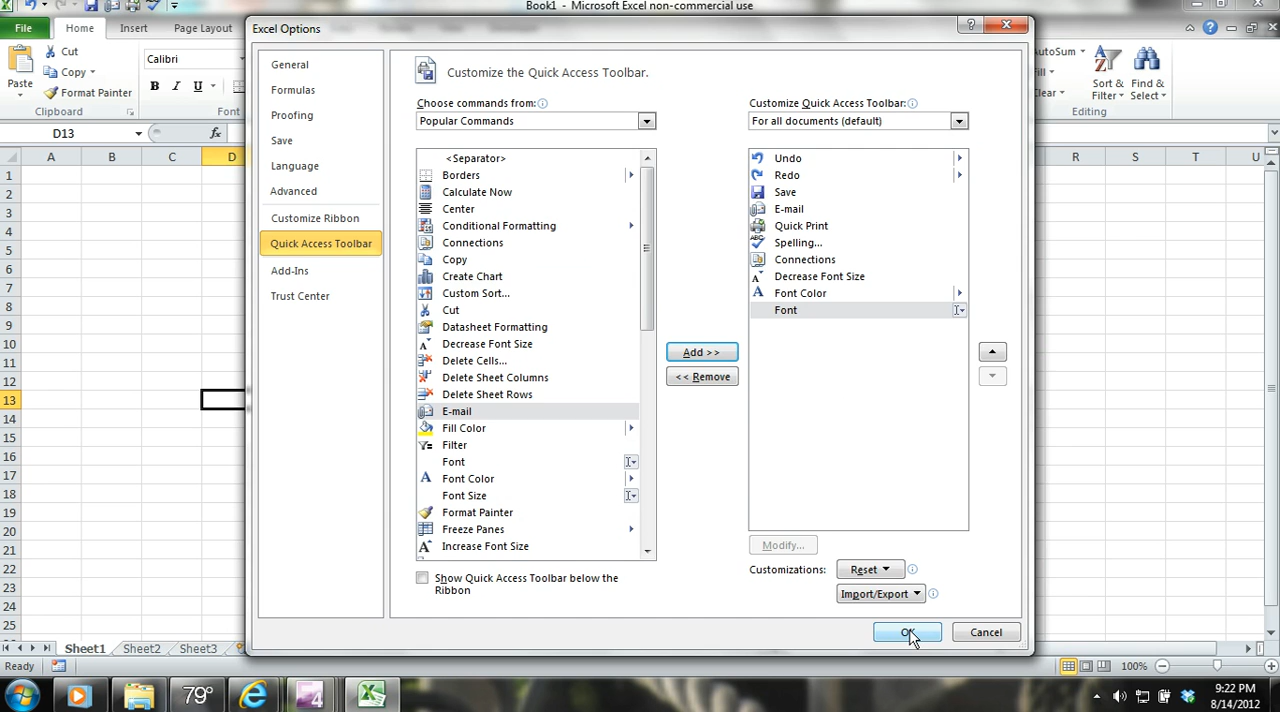 Book1 - Microsoft Excel non-commercial use
File Home Insert Page Layout
Cut
Copy
Format Painter
Paste
Clipboard
Calibri
B I U
Font
AutoSum
Fill
Clear
Sort & Filter
Find & Select
Editing
D13 fx
A B C D R S T U
1
2
3
4
5
6
7
8
9
10
11
12
13
14
15
16
17
18
19
20
21
22
23
24
25
Excel Options
General
Formulas
Proofing
Save
Language
Advanced
Customize Ribbon
Quick Access Toolbar
Add-Ins
Trust Center
Customize the Quick Access Toolbar.
Choose commands from:
Popular Commands
<Separator>
Borders
Calculate Now
Center
Conditional Formatting
Connections
Copy
Create Chart
Custom Sort...
Cut
Datasheet Formatting
Decrease Font Size
Delete Cells...
Delete Sheet Columns
Delete Sheet Rows
E-mail
Fill Color
Filter
Font
Font Color
Font Size
Format Painter
Freeze Panes
Increase Font Size
Show Quick Access Toolbar below the
Ribbon
Add >>
<< Remove
Customize Quick Access Toolbar:
For all documents (default)
Undo
Redo
Save
E-mail
Quick Print
Spelling...
Connections
Decrease Font Size
Font Color
Font
Modify...
Customizations: Reset
Import/Export
OK Cancel
Sheet1 Sheet2 Sheet3
Ready 100%
79°
9:22 PM
8/14/2012